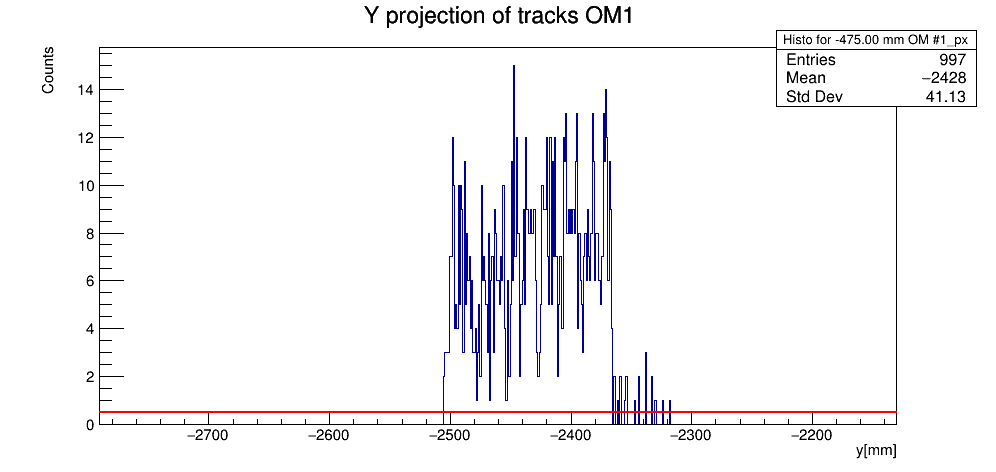 Y projection of tracks OM1
Histo for -475.00 mm OM #1_px
Entries 997
Mean −2428
Std Dev 41.13
Counts
14
12
10
8
6
4
2
0
−2700 −2600 −2500 −2400 −2300 −2200
y[mm]